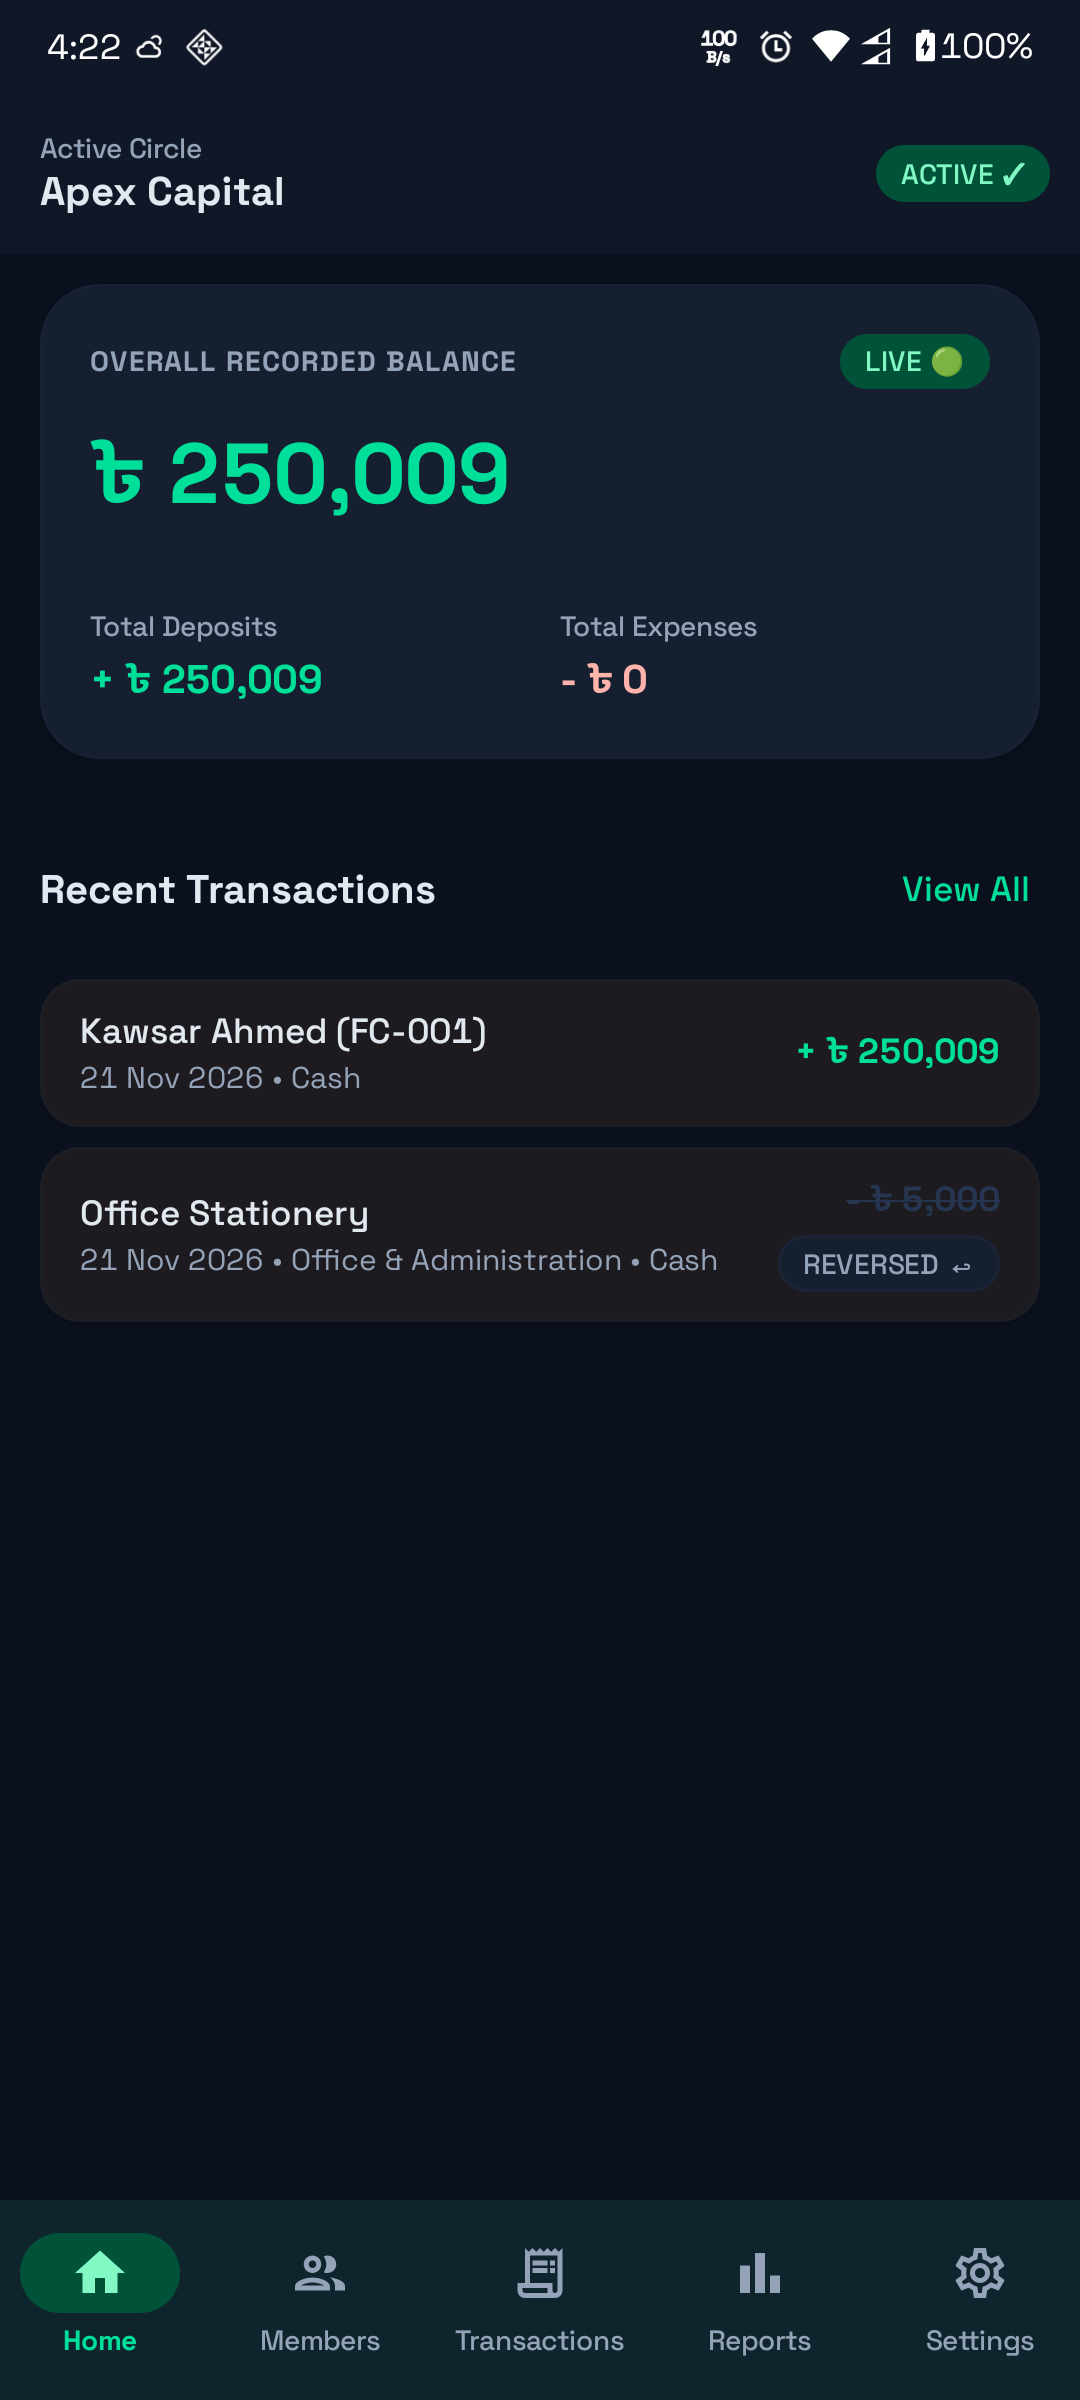 4:22
100
B/s
100%
Active Circle
Apex Capital
ACTIVE ✓
OVERALL RECORDED BALANCE
LIVE
৳ 250,009
Total Deposits
Total Expenses
+ ৳ 250,009
- ৳ 0
Recent Transactions
View All
Kawsar Ahmed (FC-001)
21 Nov 2026 • Cash
+ ৳ 250,009
Office Stationery
21 Nov 2026 • Office & Administration • Cash
- ৳ 5,000
REVERSED ↩
Home
Members
Transactions
Reports
Settings